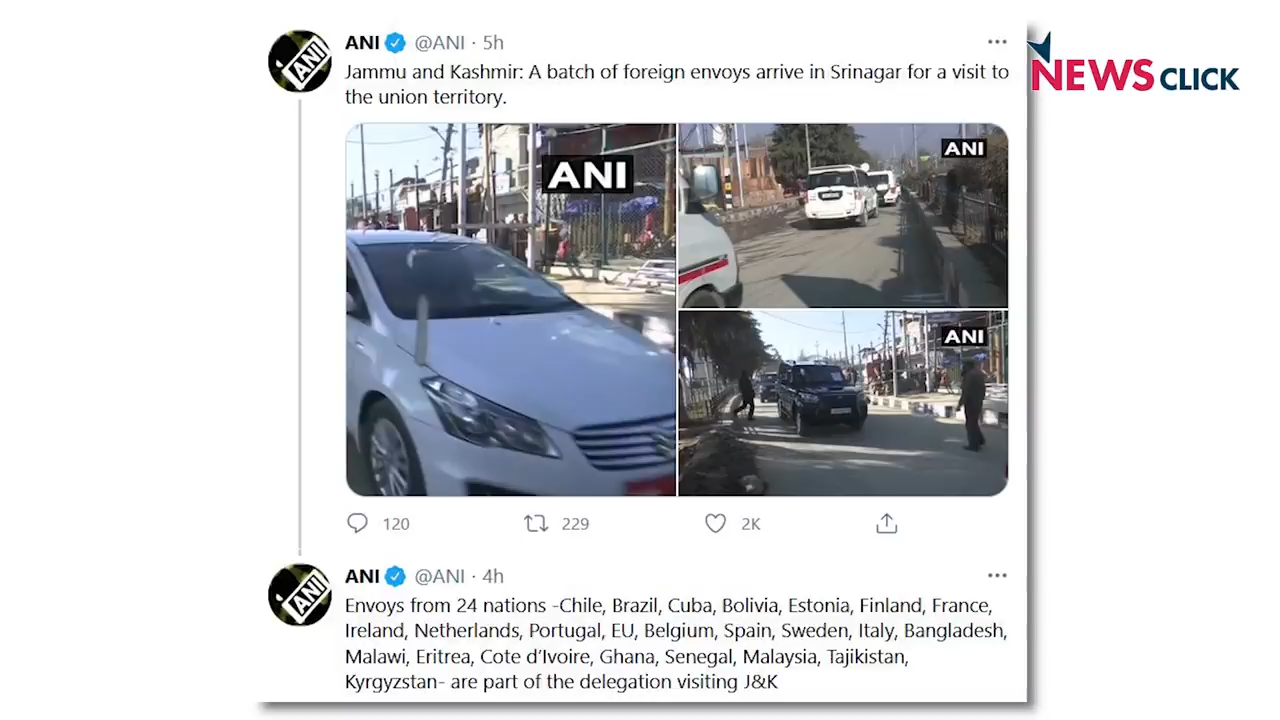 ANI @ANI · 5h
Jammu and Kashmir: A batch of foreign envoys arrive in Srinagar for a visit to
the union territory.
NEWSCLICK
ANI
ANI
ANI
120 229 2K
ANI @ANI · 4h
Envoys from 24 nations -Chile, Brazil, Cuba, Bolivia, Estonia, Finland, France,
Ireland, Netherlands, Portugal, EU, Belgium, Spain, Sweden, Italy, Bangladesh,
Malawi, Eritrea, Cote d’Ivoire, Ghana, Senegal, Malaysia, Tajikistan,
Kyrgyzstan- are part of the delegation visiting J&K
ANI
ANI